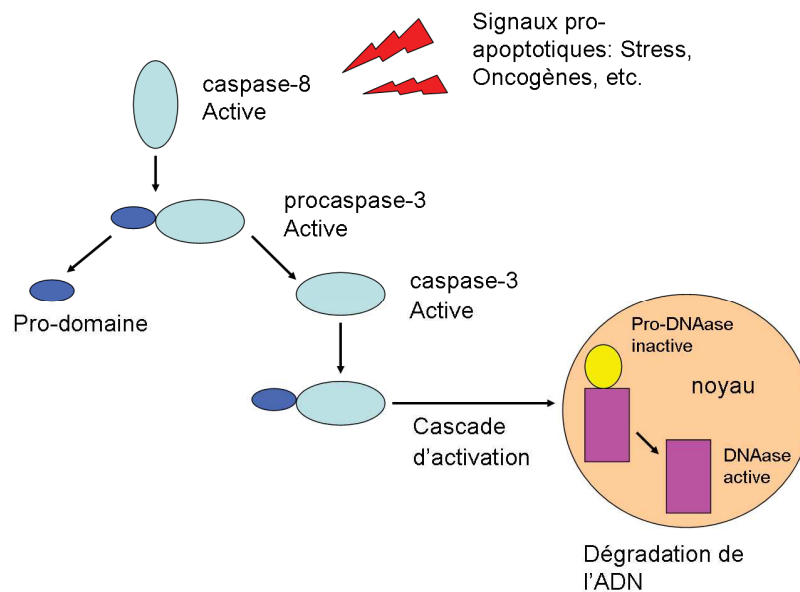 Signaux pro-
apoptotiques: Stress,
Oncogènes, etc.
caspase-8
Active
procaspase-3
Active
Pro-domaine
caspase-3
Active
Cascade
d'activation
Pro-DNAase
inactive
noyau
DNAase
active
Dégradation de
l'ADN